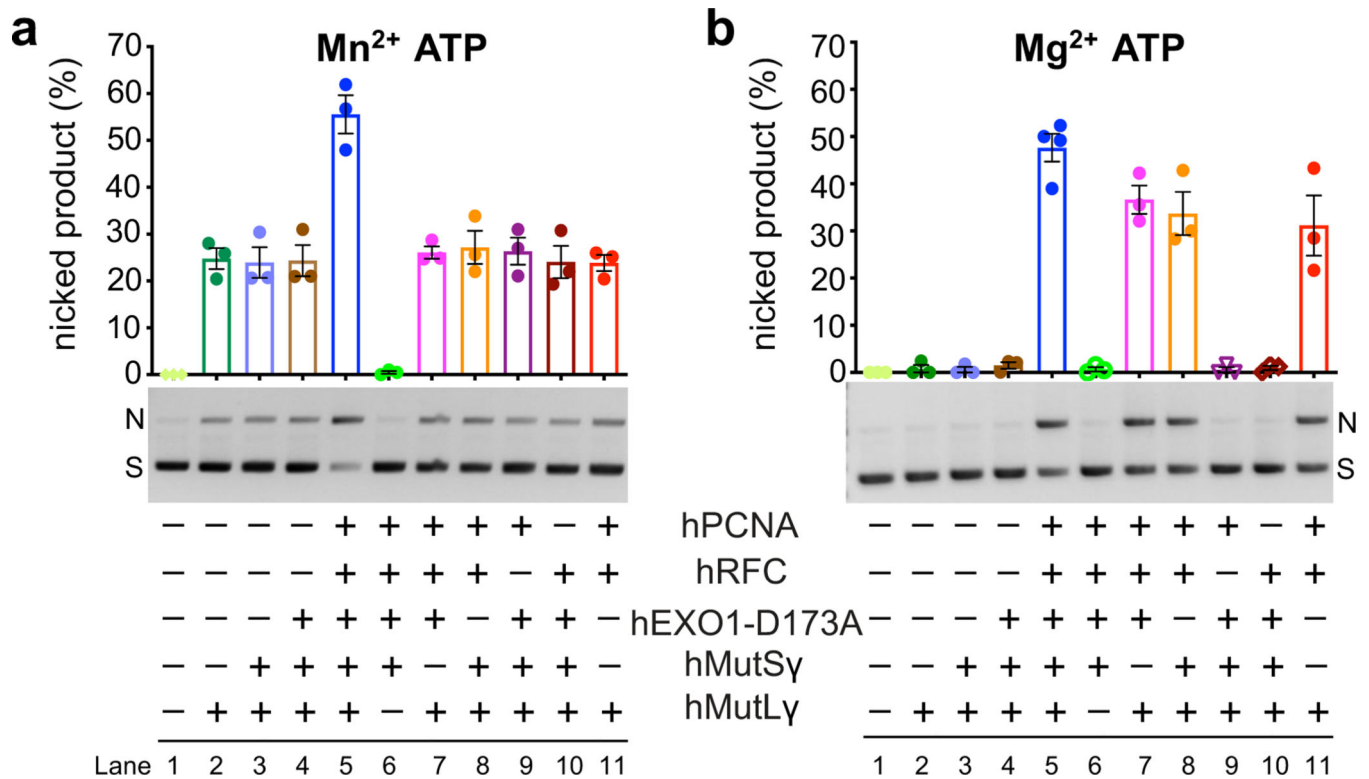 a
Mn2+ ATP
nicked product (%)
70
60
50
40
30
20
10
0
N
S
b
Mg2+ ATP
nicked product (%)
70
60
50
40
30
20
10
0
N
S
– – – – + + + + + – + hPCNA – – – – + + + + + – +
– – – – + + + + – + + hRFC – – – – + + + + – + +
– – – + + + + – + + – hEXO1-D173A – – – + + + + – + + –
– – + + + + – + + + – hMutSγ – – + + + + – + + + –
– + + + + – + + + + + hMutLγ – + + + + – + + + + +
Lane 1 2 3 4 5 6 7 8 9 10 11 1 2 3 4 5 6 7 8 9 10 11